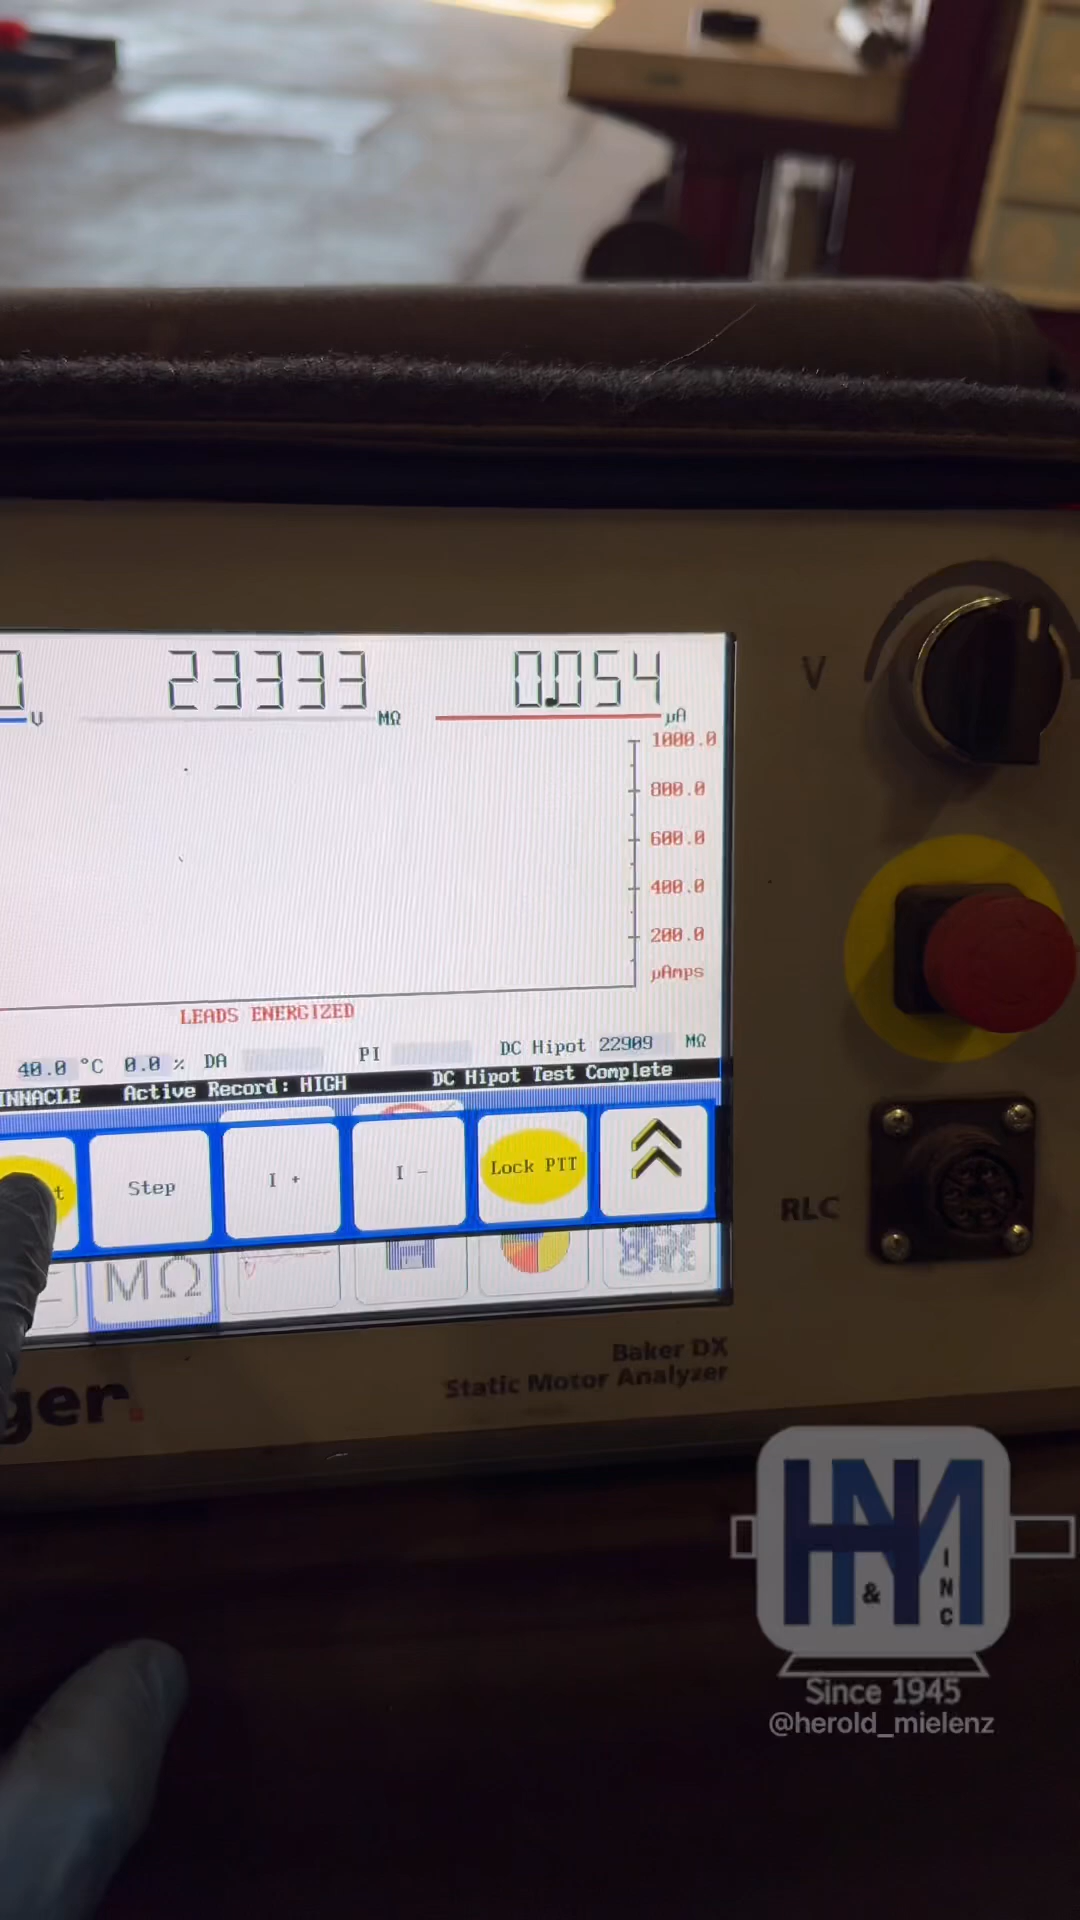 V
23333
MΩ
0.054
µA
1000.0
800.0
600.0
400.0
200.0
µAmps
LEADS ENERGIZED
40.0 °C 0.0 % DA PI DC Hipot 22909 MΩ
INNACLE Active Record: HIGH DC Hipot Test Complete
t
Step
I +
I -
Lock PTT
MΩ
V
RLC
Baker DX
Static Motor Analyzer
ger.
H&M
INC
Since 1945
@herold_mielenz